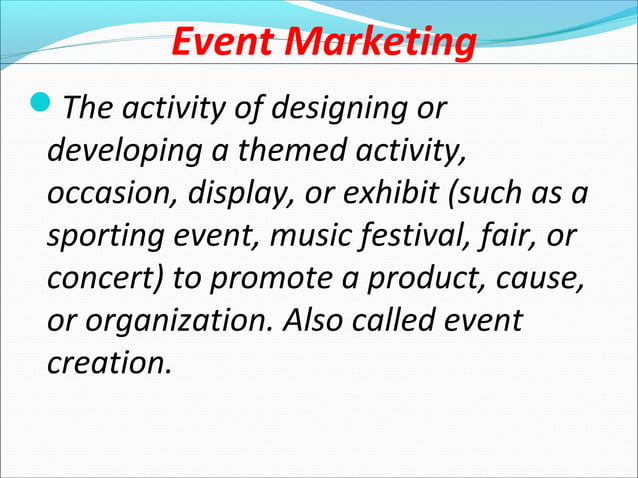 Event Marketing
The activity of designing or
developing a themed activity,
occasion, display, or exhibit (such as a
sporting event, music festival, fair, or
concert) to promote a product, cause,
or organization. Also called event
creation.